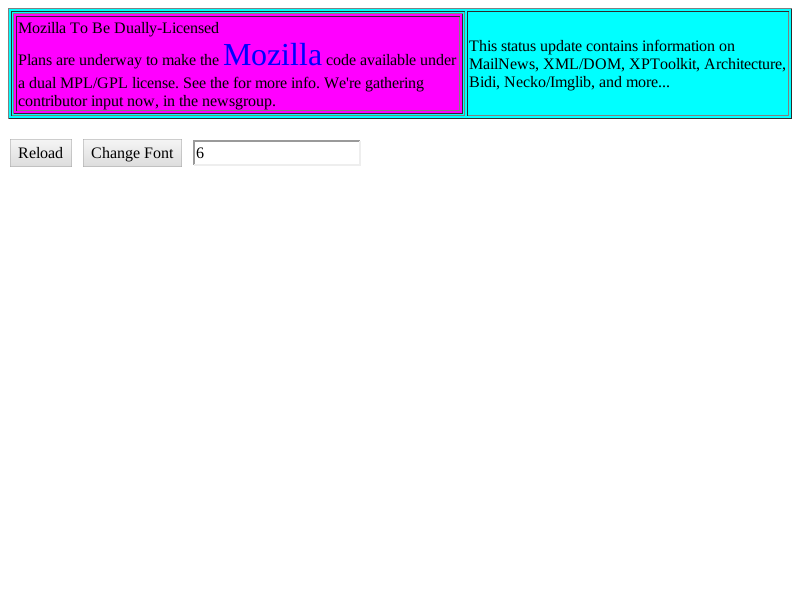 Mozilla To Be Dually-Licensed
Plans are underway to make the Mozilla code available under
a dual MPL/GPL license. See the for more info. We're gathering
contributor input now, in the newsgroup.
This status update contains information on
MailNews, XML/DOM, XPToolkit, Architecture,
Bidi, Necko/Imglib, and more...
Reload Change Font 6